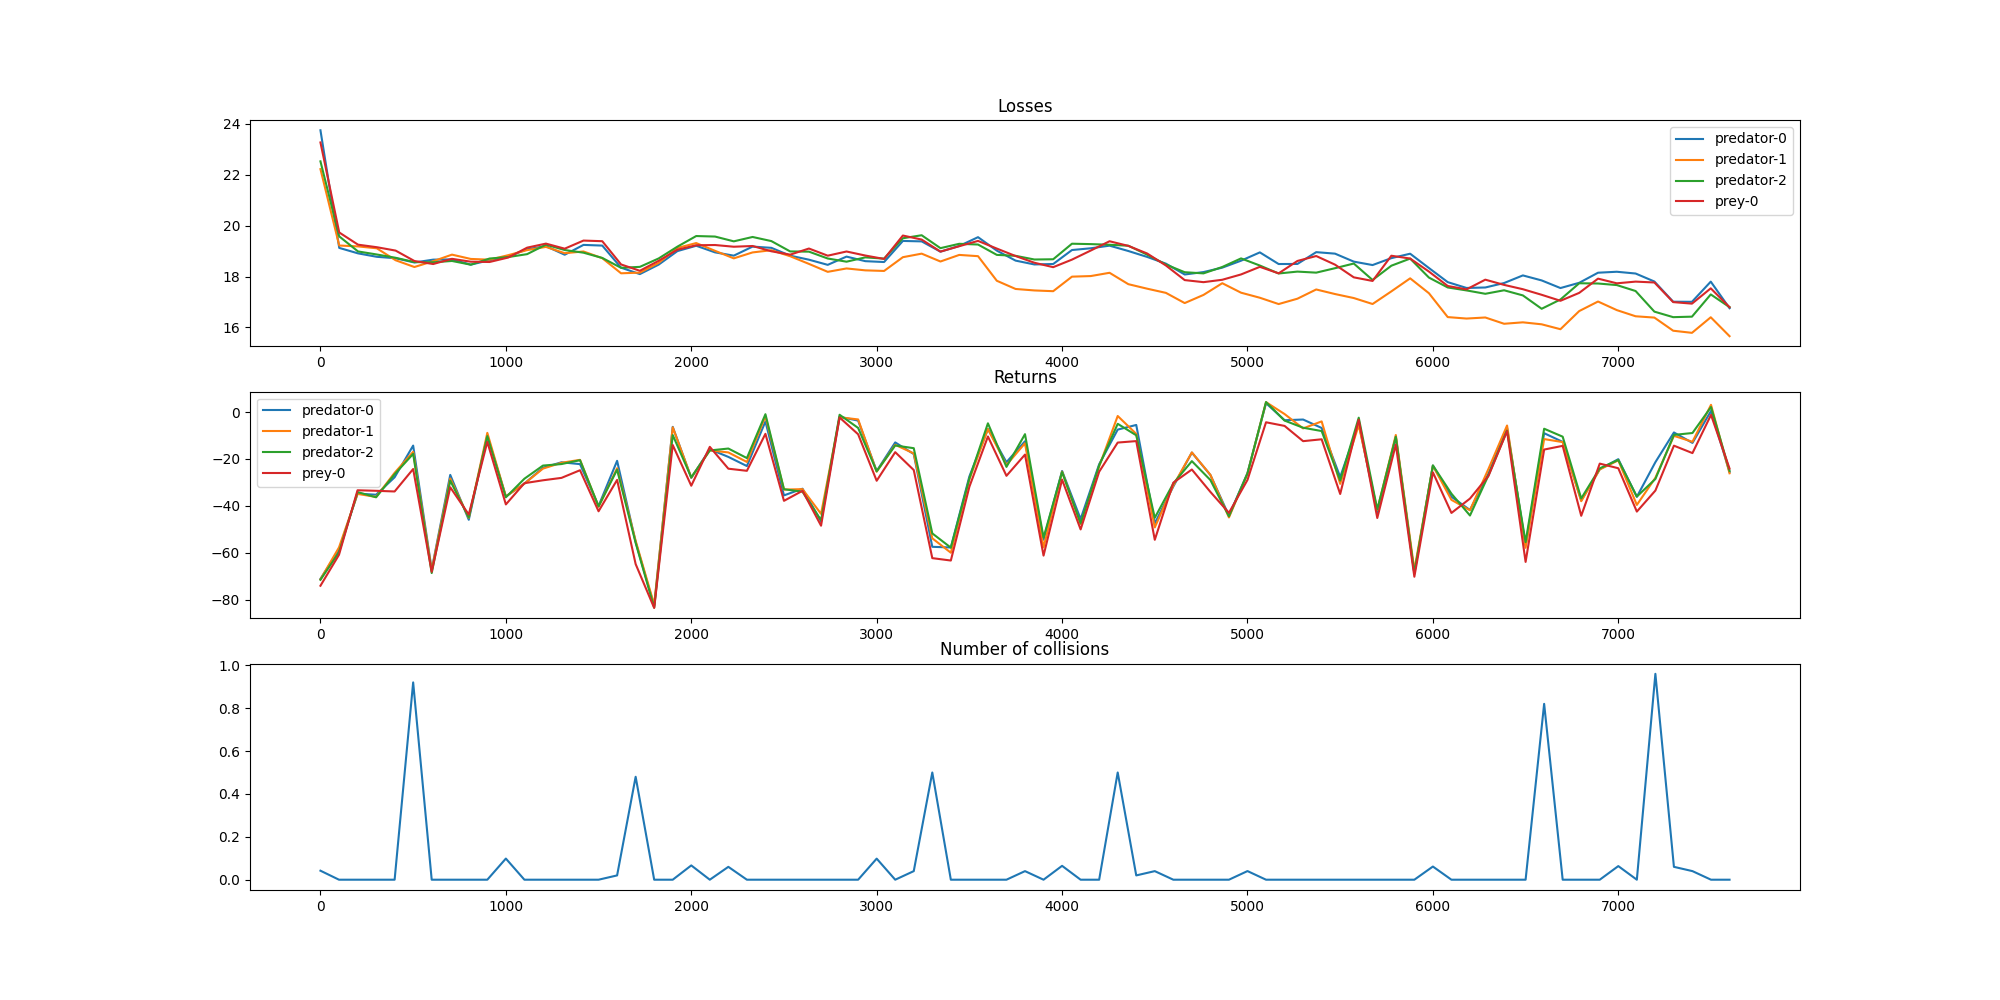 Losses
24
22
20
18
16
predator-0
predator-1
predator-2
prey-0
0 1000 2000 3000 4000 5000 6000 7000
Returns
0
−20
−40
−60
−80
predator-0
predator-1
predator-2
prey-0
0 1000 2000 3000 4000 5000 6000 7000
Number of collisions
1.0
0.8
0.6
0.4
0.2
0.0
0 1000 2000 3000 4000 5000 6000 7000